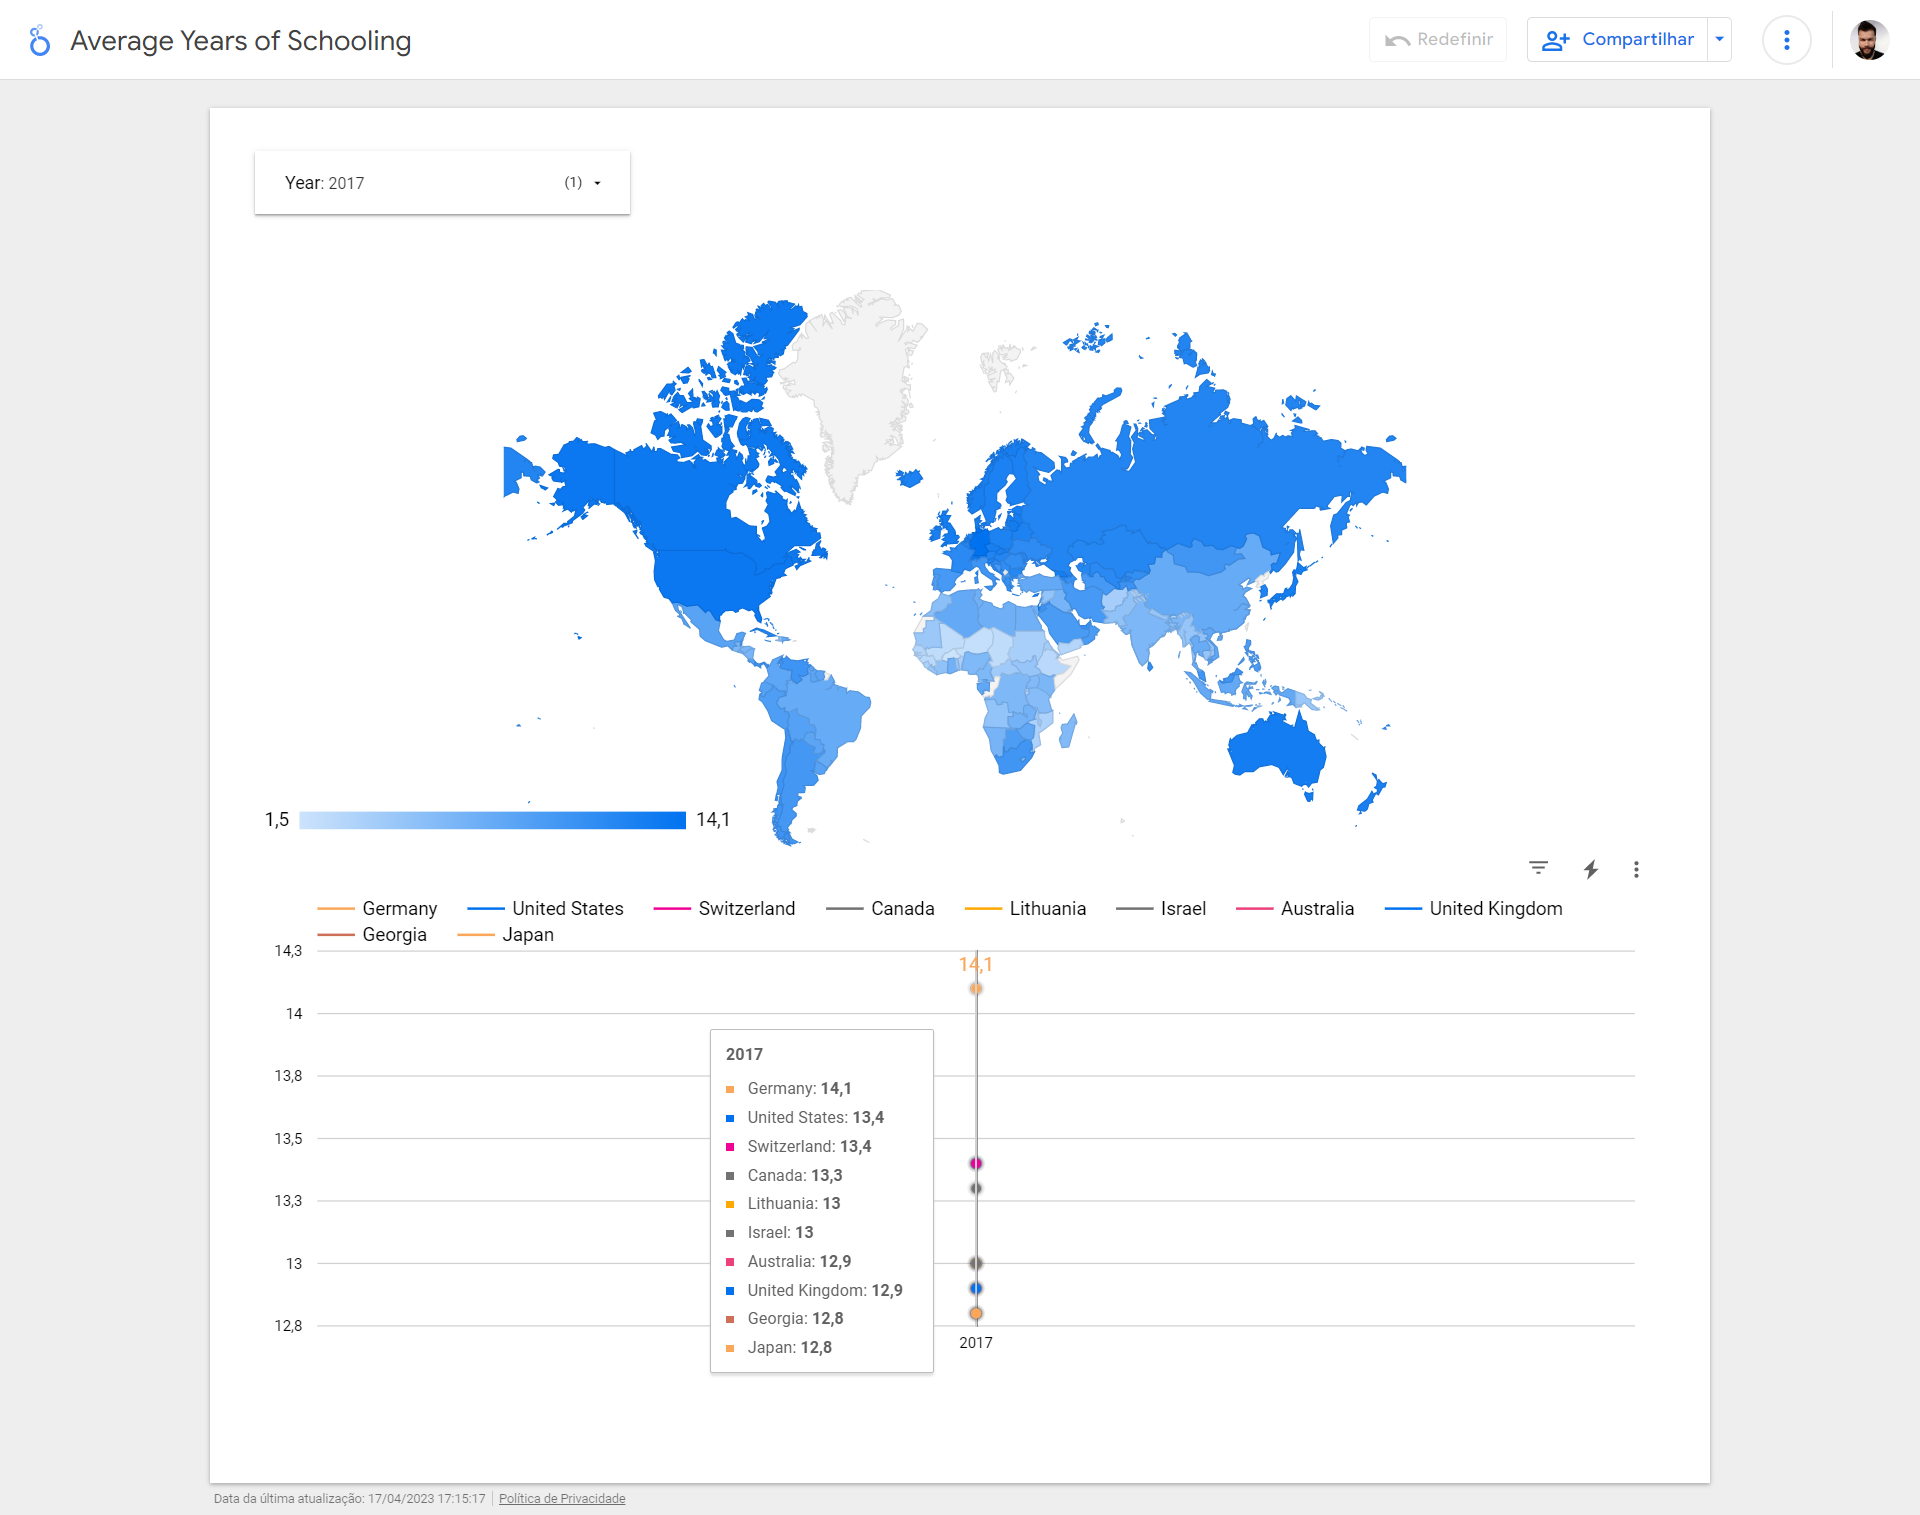 Average Years of Schooling
Redefinir
Compartilhar
Year: 2017 (1)
1,5 14,1
Germany United States Switzerland Canada Lithuania Israel Australia United Kingdom
Georgia Japan
14,3
14,1
14
13,8
13,5
13,3
13
12,8
2017
Germany: 14,1
United States: 13,4
Switzerland: 13,4
Canada: 13,3
Lithuania: 13
Israel: 13
Australia: 12,9
United Kingdom: 12,9
Georgia: 12,8
Japan: 12,8
2017
Data da última atualização: 17/04/2023 17:15:17 Política de Privacidade